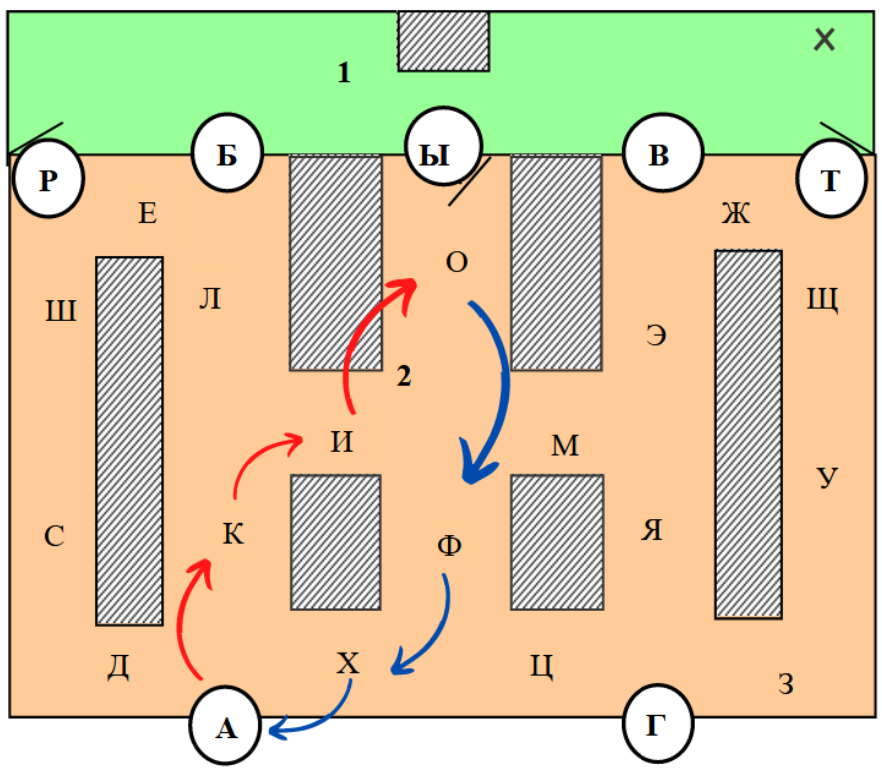 ×
1
Р
Б
Ы
В
Т
Е
Ж
О
Ш
Л
Щ
Э
2
И
М
У
С
К
Ф
Я
Д
Х
Ц
З
А
Г